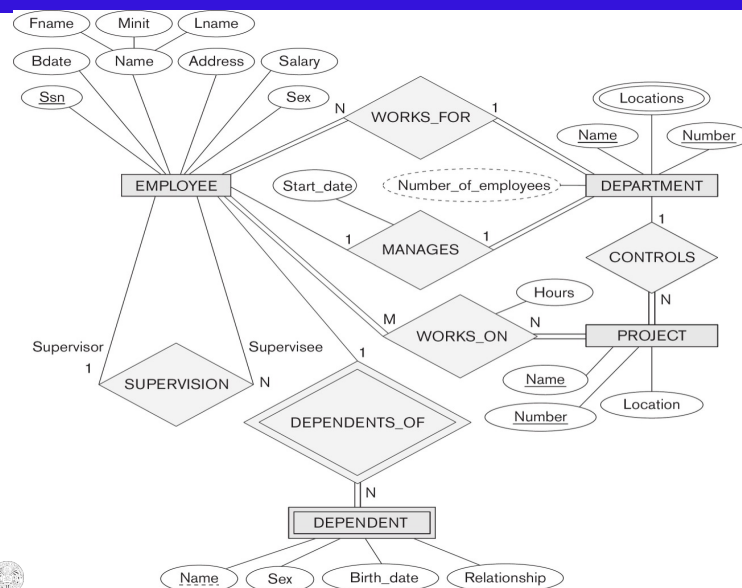 Fname Minit Lname
Bdate Name Address Salary
Ssn Sex
N WORKS_FOR 1
Locations
Name Number
EMPLOYEE Start_date Number_of_employees DEPARTMENT
1 MANAGES 1
1
CONTROLS
N
Hours
M WORKS_ON N PROJECT
Supervisor Supervisee
1 SUPERVISION N
1
Name
Number Location
DEPENDENTS_OF
N
DEPENDENT
Name Sex Birth_date Relationship